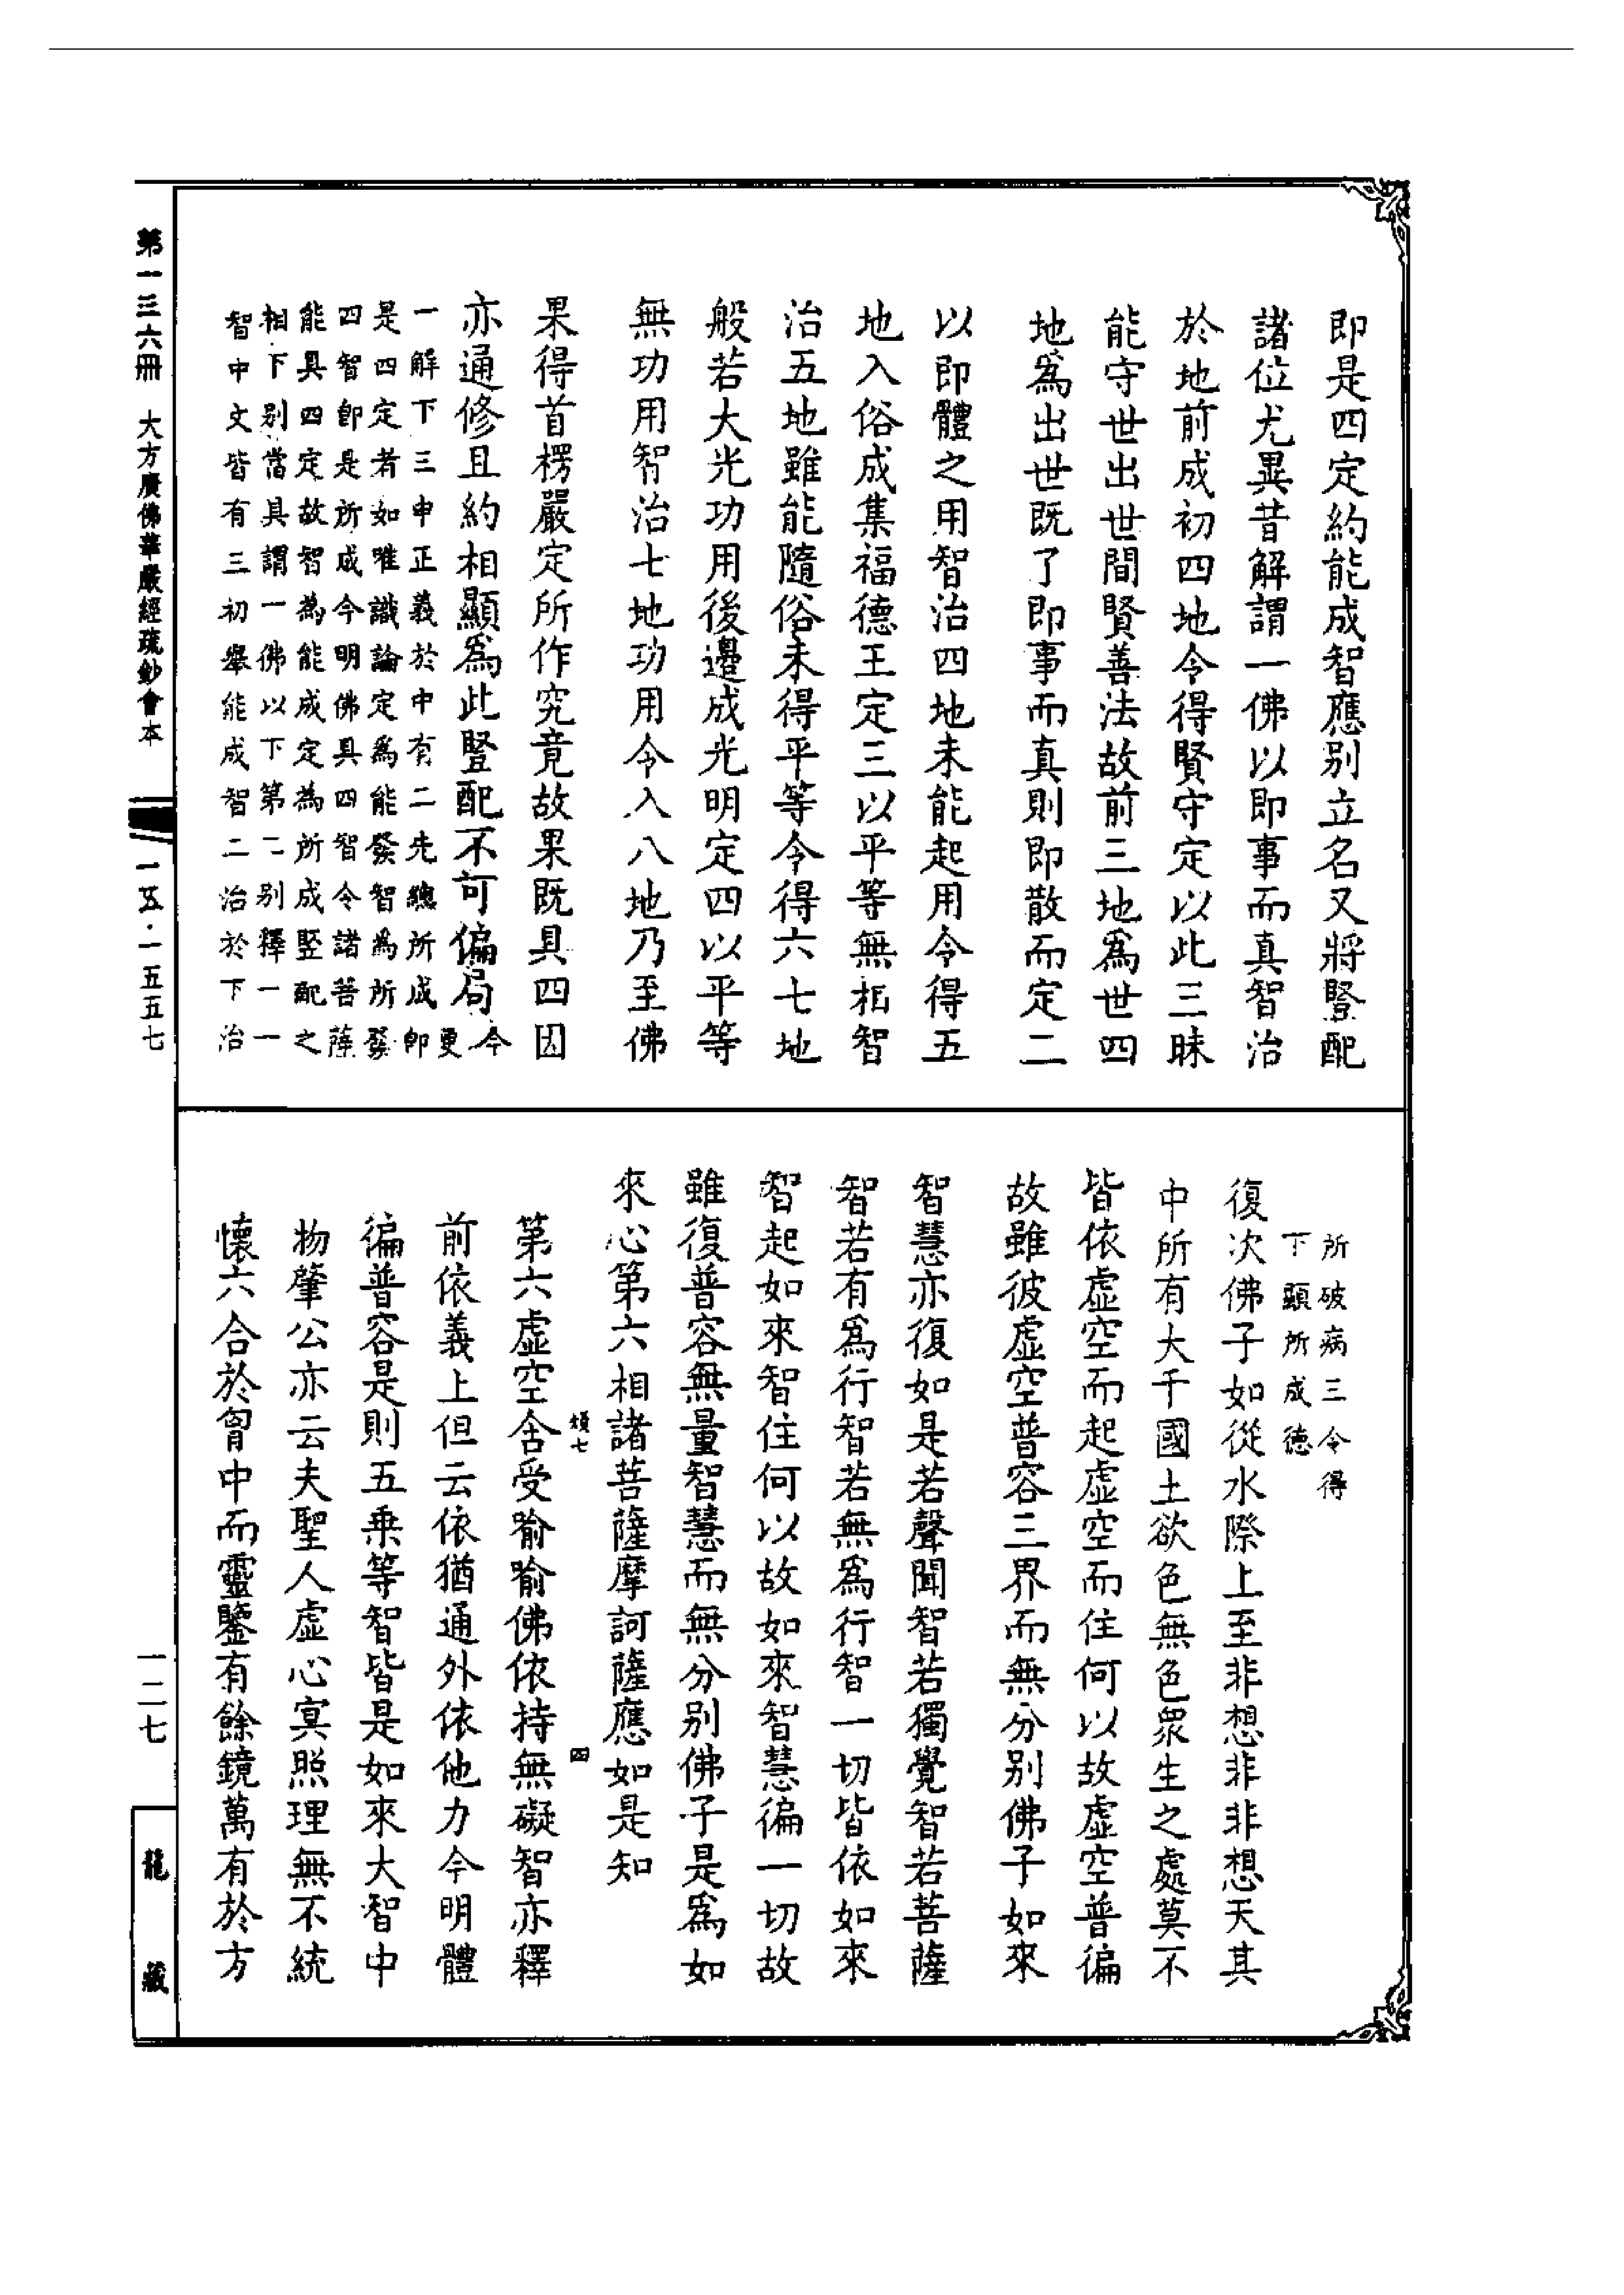 即是四定約能成智應别立名又將豎配
諸位尤異昔解謂一佛以即事而真智治
於地前成初四地令得賢守定以此三昧
能守世出世間賢善法故前三地爲世四
地爲出世既了即事而真則即散而定二
以即體之用智治四地未能起用令得五
地入俗成集福德王定三以平等無相智
治五地雖能隨俗未得平等令得六七地
般若大光功用後邊成光明定四以平等
無功用智治七地功用令入八地乃至佛
果得首楞嚴定所作究竟故果既具四因
亦通修且約相顯爲此豎配不可偏局今更
一解下三申正義於中有二先總所成即
是四定若如唯識論定爲能發智爲所發
四智即是所成今明佛具四智令諸菩薩
能具四定故智為能成定為所成豎配之
相下别當具謂一佛以下第二别釋一一
智中文皆有三初舉能成智二治於下治
所破病三令得
下顯所成德
復次佛子如從水際上至非想非非想天其
中所有大千國土欲色無色衆生之處莫不
皆依虚空而起虚空而住何以故虚空普徧
故雖彼虚空普容三界而無分别佛子如來
智慧亦復如是若聲聞智若獨覺智若菩薩
智若有爲行智若無爲行智一切皆依如來
智起如來智住何以故如來智慧徧一切故
雖復普容無量智慧而無分别佛子是爲如
來心第六相諸菩薩摩訶薩應如是知
七 四
第六虚空含受喻喻佛依持無礙智亦釋
前依義上但云依猶通外依他力今明體
徧普容是則五乗等智皆是如來大智中
物肇公亦云夫聖人虚心冥照理無不統
懷六合於胷中而靈鑒有餘鏡萬有於方
第一三六冊 大方廣佛華嚴經疏鈔會本
一五·一五五七
一二七
龍藏